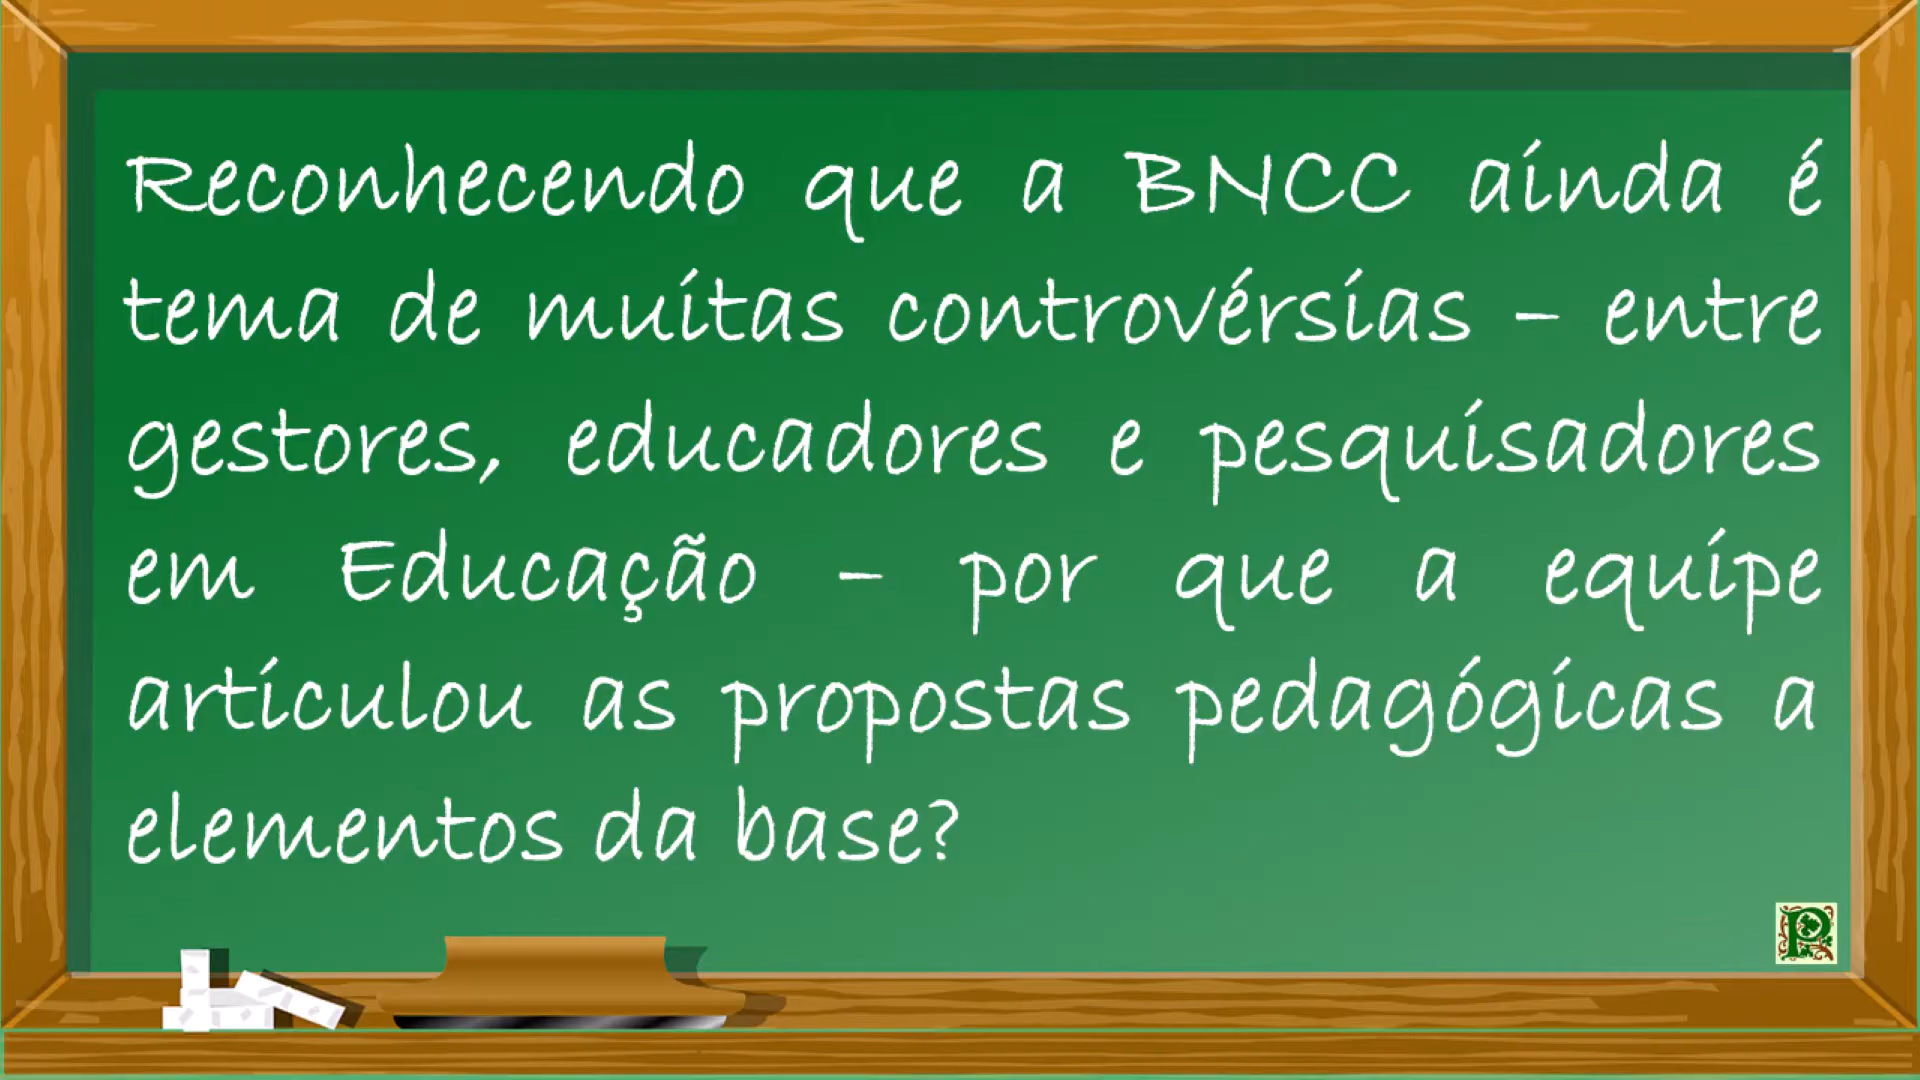 Reconhecendo que a BNCC ainda é
tema de muitas controvérsias – entre
gestores, educadores e pesquisadores
em Educação – por que a equipe
articulou as propostas pedagógicas a
elementos da base?
P